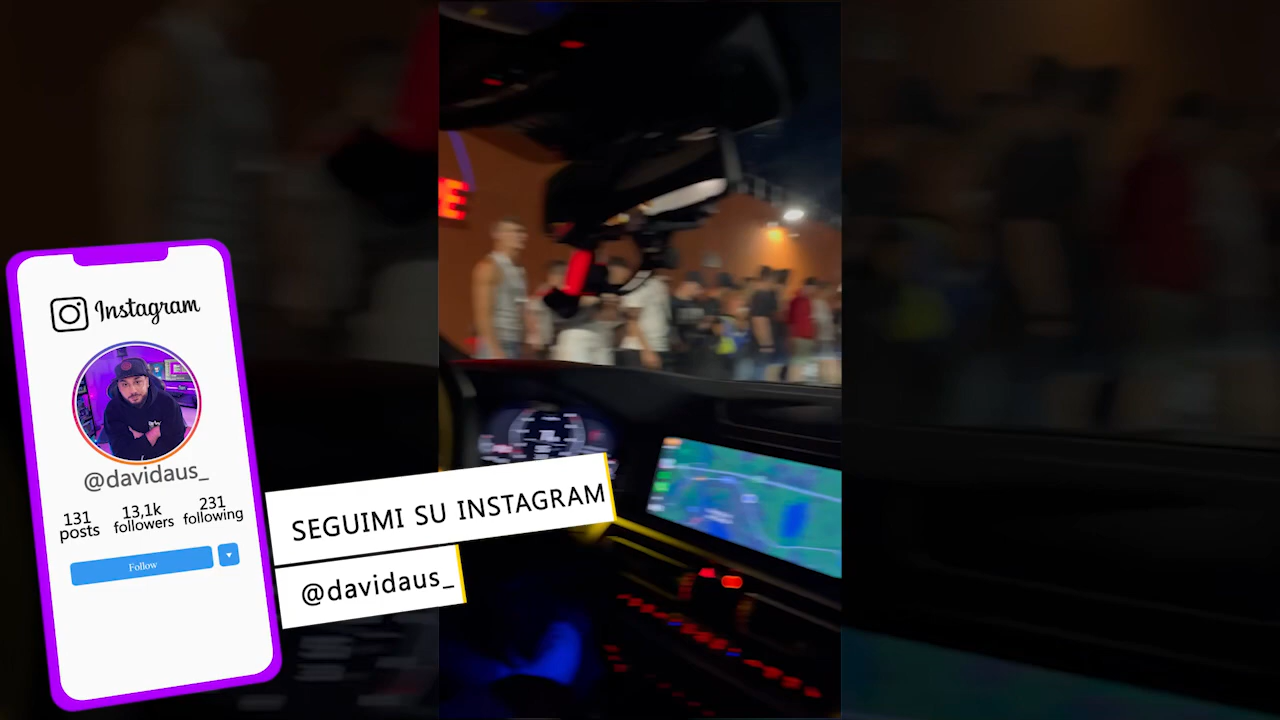 Instagram
@davidaus_
131 13,1k 231
posts followers following
Follow
SEGUIMI SU INSTAGRAM
@davidaus_
E